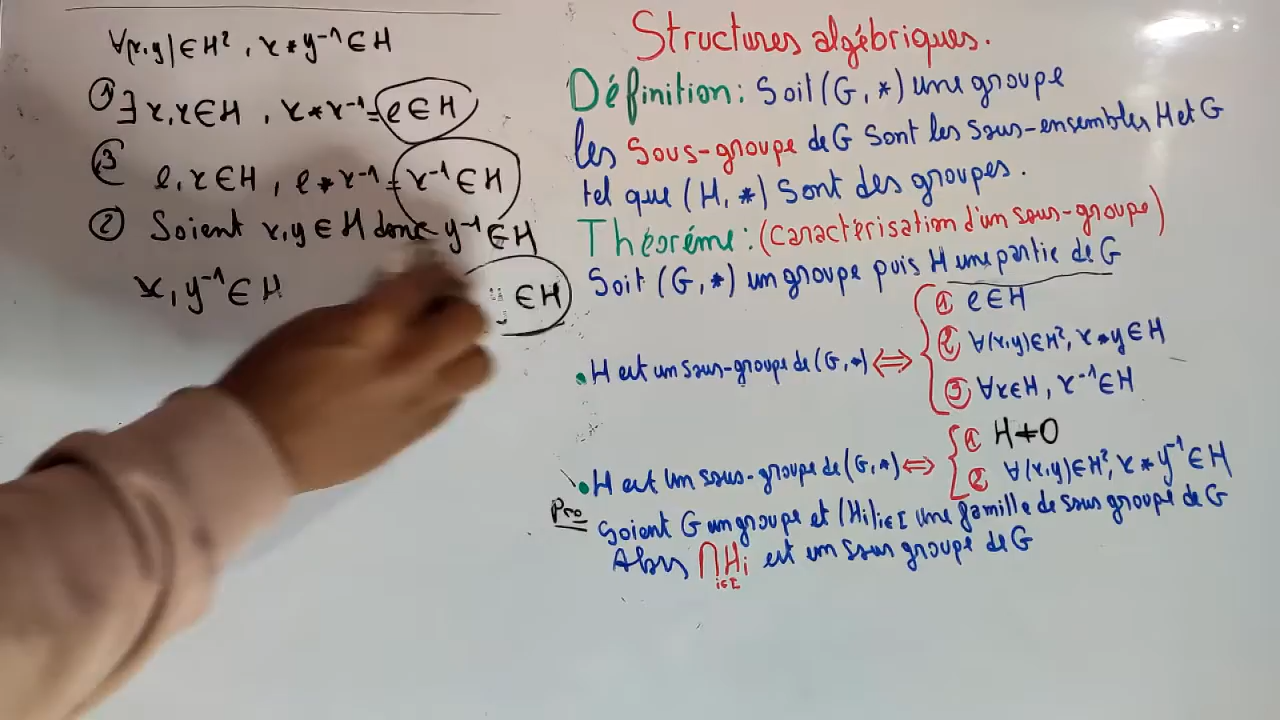 ∀(x,y)∈H², x*y⁻¹∈H
① ∃x, x∈H, x*x⁻¹=e∈H
③ e,x∈H, e*x⁻¹=x⁻¹∈H
② Soient x,y∈H donc y⁻¹∈H
x,y⁻¹∈H
y∈H
Structures algébriques.
Définition: Soit (G,*) une groupe
les Sous-groupe de G sont les sous-ensembles H et G
tel que (H,*) Sont des groupes.
Théoréme: (Caractérisation d'un sous-groupe)
Soit (G,*) un groupe puis H une partie de G
① e∈H
② ∀(x,y)∈H², x*y∈H
• H est un sous-groupe de (G,*) ⟺
③ ∀x∈H, x⁻¹∈H
① H≠O
• H est un sous-groupe de (G,*) ⟺ ② ∀(x,y)∈H², x*y⁻¹∈H
Pro Soient G un groupe et (Hi)i∈I une famille de sous groupe de G
Alors ⋂Hi est un sous groupe de G
i∈I